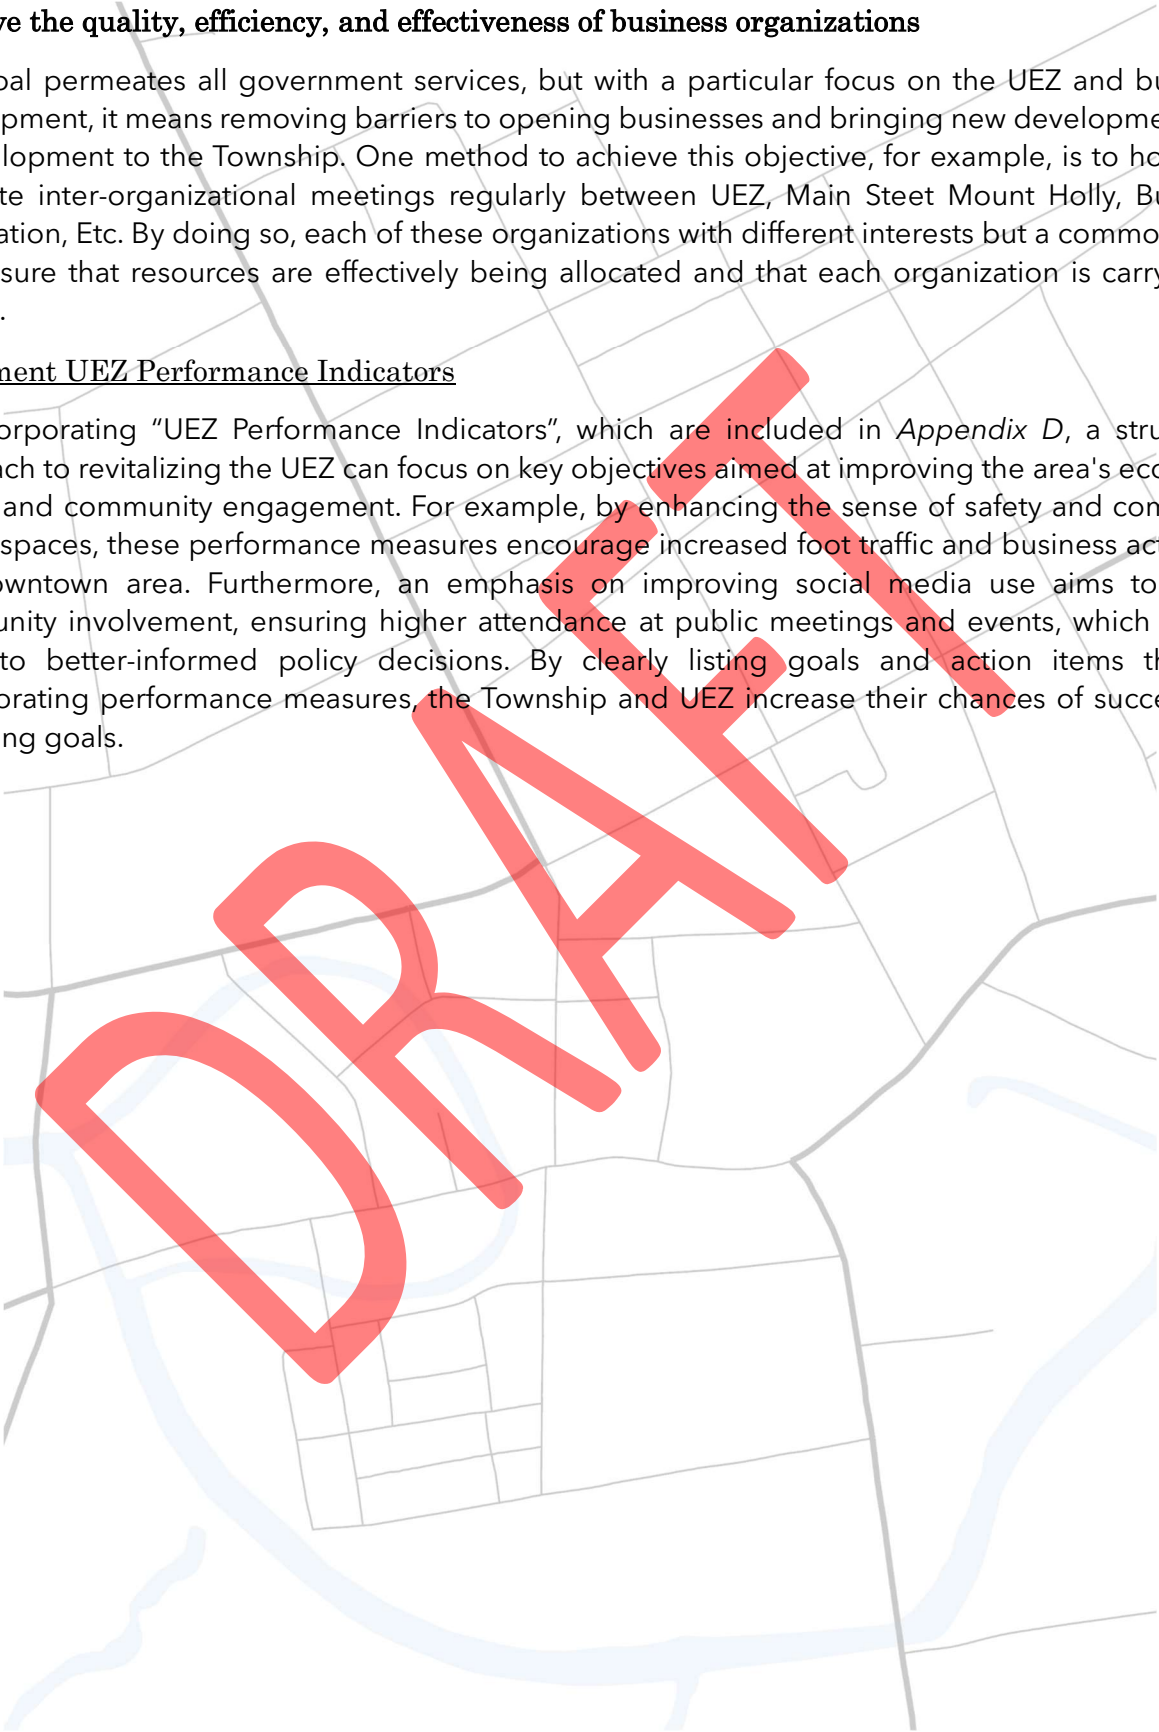 ve the quality, efficiency, and effectiveness of business organizations
oal permeates all government services, but with a particular focus on the UEZ and bu
pment, it means removing barriers to opening businesses and bringing new developme
lopment to the Township. One method to achieve this objective, for example, is to ho
te inter-organizational meetings regularly between UEZ, Main Steet Mount Holly, Bu
ation, Etc. By doing so, each of these organizations with different interests but a commo
sure that resources are effectively being allocated and that each organization is carry
.
ment UEZ Performance Indicators
orporating “UEZ Performance Indicators”, which are included in Appendix D, a stru
ach to revitalizing the UEZ can focus on key objectives aimed at improving the area's eco
and community engagement. For example, by enhancing the sense of safety and com
spaces, these performance measures encourage increased foot traffic and business act
owntown area. Furthermore, an emphasis on improving social media use aims to
unity involvement, ensuring higher attendance at public meetings and events, which
to better-informed policy decisions. By clearly listing goals and action items th
orating performance measures, the Township and UEZ increase their chances of succe
ng goals.
DRAFT